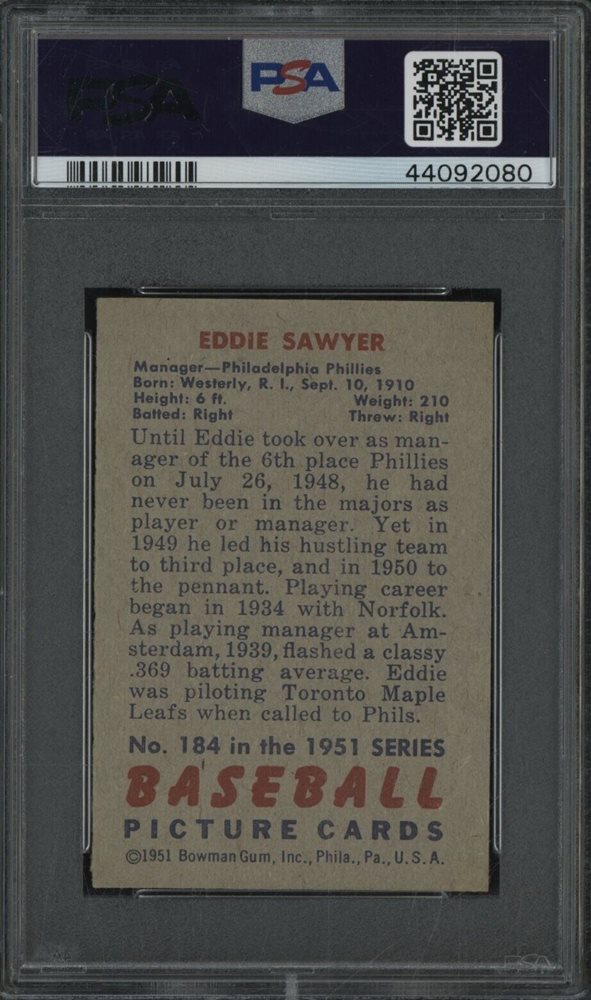 PSA
PSA
44092080
EDDIE SAWYER
Manager—Philadelphia Phillies
Born: Westerly, R. I., Sept. 10, 1910
Height: 6 ft. Weight: 210
Batted: Right Threw: Right
Until Eddie took over as man-
ager of the 6th place Phillies
on July 26, 1948, he had
never been in the majors as
player or manager. Yet in
1949 he led his hustling team
to third place, and in 1950 to
the pennant. Playing career
began in 1934 with Norfolk.
As playing manager at Am-
sterdam, 1939, flashed a classy
.369 batting average. Eddie
was piloting Toronto Maple
Leafs when called to Phils.
No. 184 in the 1951 SERIES
BASEBALL
PICTURE CARDS
©1951 Bowman Gum, Inc., Phila., Pa., U.S.A.
PSA